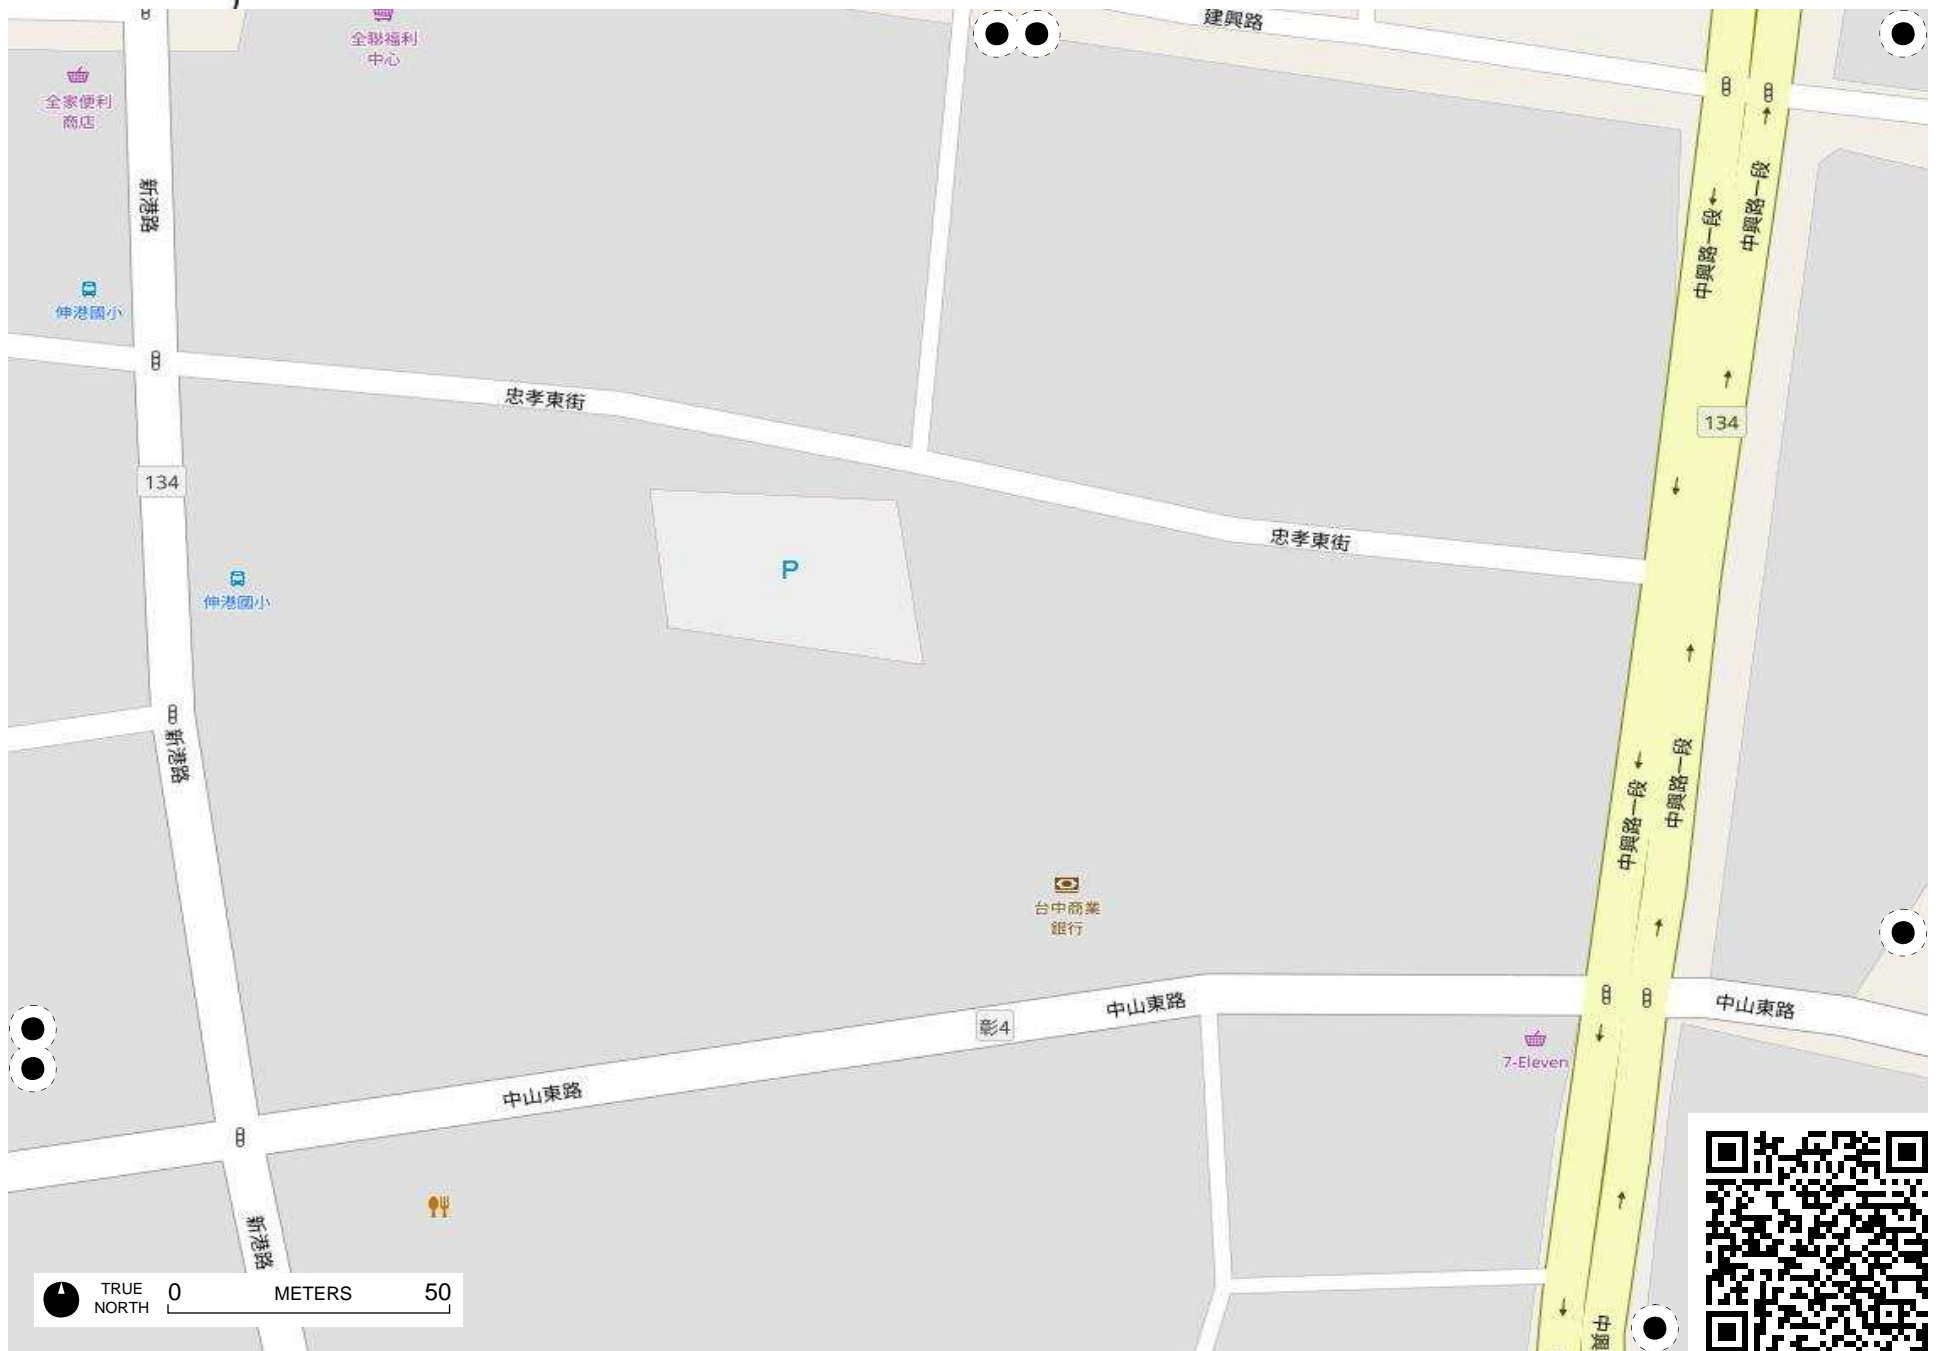 建興路
全聯福利
中心
全家便利
商店
新港路
中興路一段
中興路一段
伸港國小
忠孝東街
134
134
忠孝東街
伸港國小
P
新港路
中興路一段
中興路一段
台中商業
銀行
中山東路
中山東路
彰4
7-Eleven
中山東路
新港路
TRUE
NORTH
0 METERS 50
中興